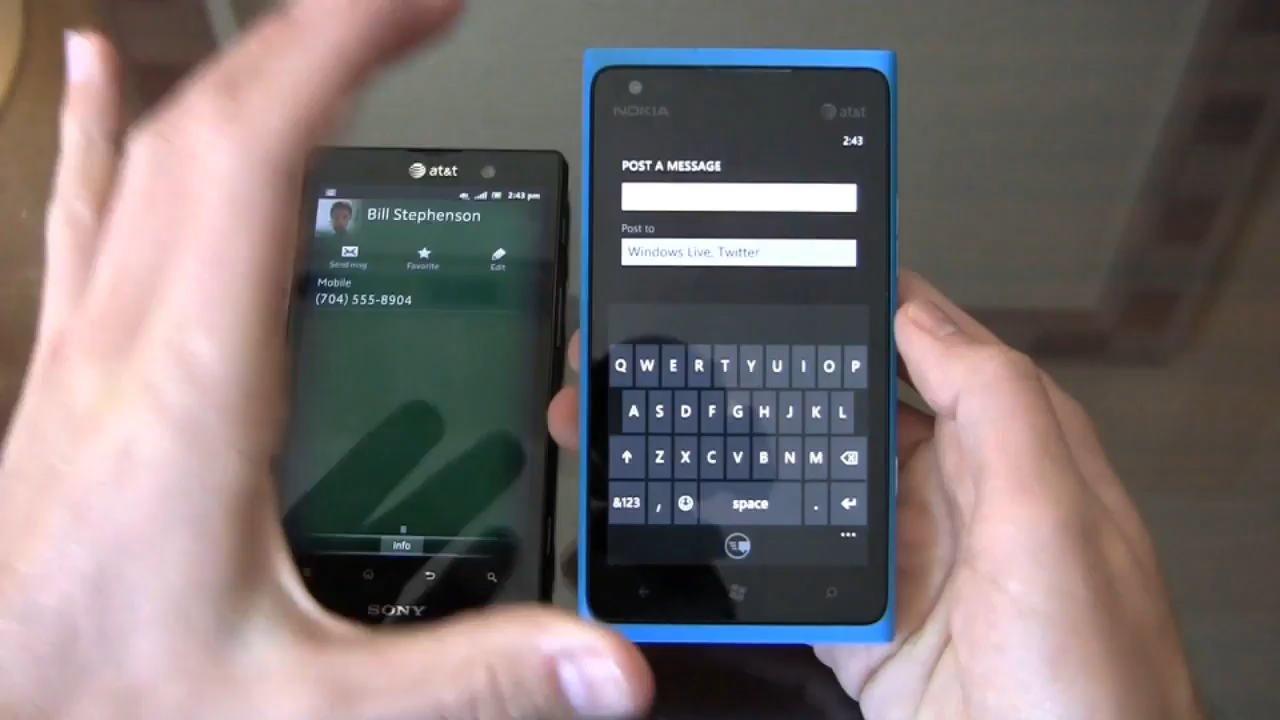 at&t
2:43 pm
Bill Stephenson
Send msg
Favorite
Edit
Mobile
(704) 555-8904
Info
SONY
NOKIA
at&t
2:43
POST A MESSAGE
Post to
Windows Live, Twitter
Q W E R T Y U I O P
A S D F G H J K L
Z X C V B N M
&123 , space .